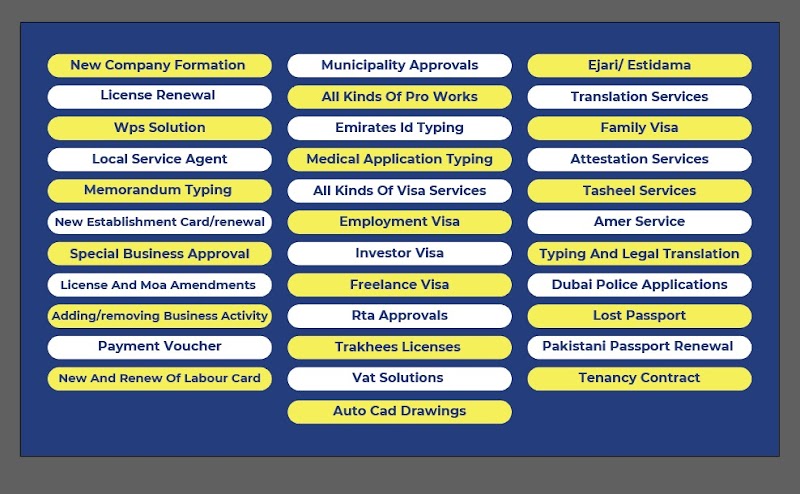 New Company Formation
License Renewal
Wps Solution
Local Service Agent
Memorandum Typing
New Establishment Card/renewal
Special Business Approval
License And Moa Amendments
Adding/removing Business Activity
Payment Voucher
New And Renew Of Labour Card
Municipality Approvals
All Kinds Of Pro Works
Emirates Id Typing
Medical Application Typing
All Kinds Of Visa Services
Employment Visa
Investor Visa
Freelance Visa
Rta Approvals
Trakhees Licenses
Vat Solutions
Auto Cad Drawings
Ejari/ Estidama
Translation Services
Family Visa
Attestation Services
Tasheel Services
Amer Service
Typing And Legal Translation
Dubai Police Applications
Lost Passport
Pakistani Passport Renewal
Tenancy Contract